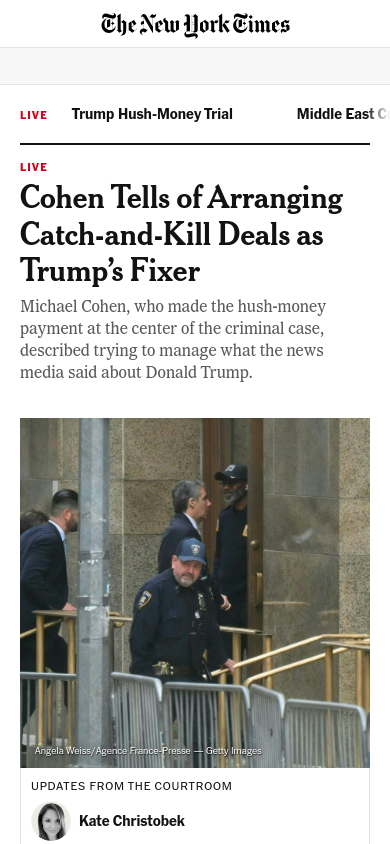 The New York Times
LIVE
Trump Hush-Money Trial
Middle East
LIVE
Cohen Tells of Arranging
Catch-and-Kill Deals as
Trump’s Fixer
Michael Cohen, who made the hush-money
payment at the center of the criminal case,
described trying to manage what the news
media said about Donald Trump.
Angela Weiss/Agence France-Presse — Getty Images
UPDATES FROM THE COURTROOM
Kate Christobek